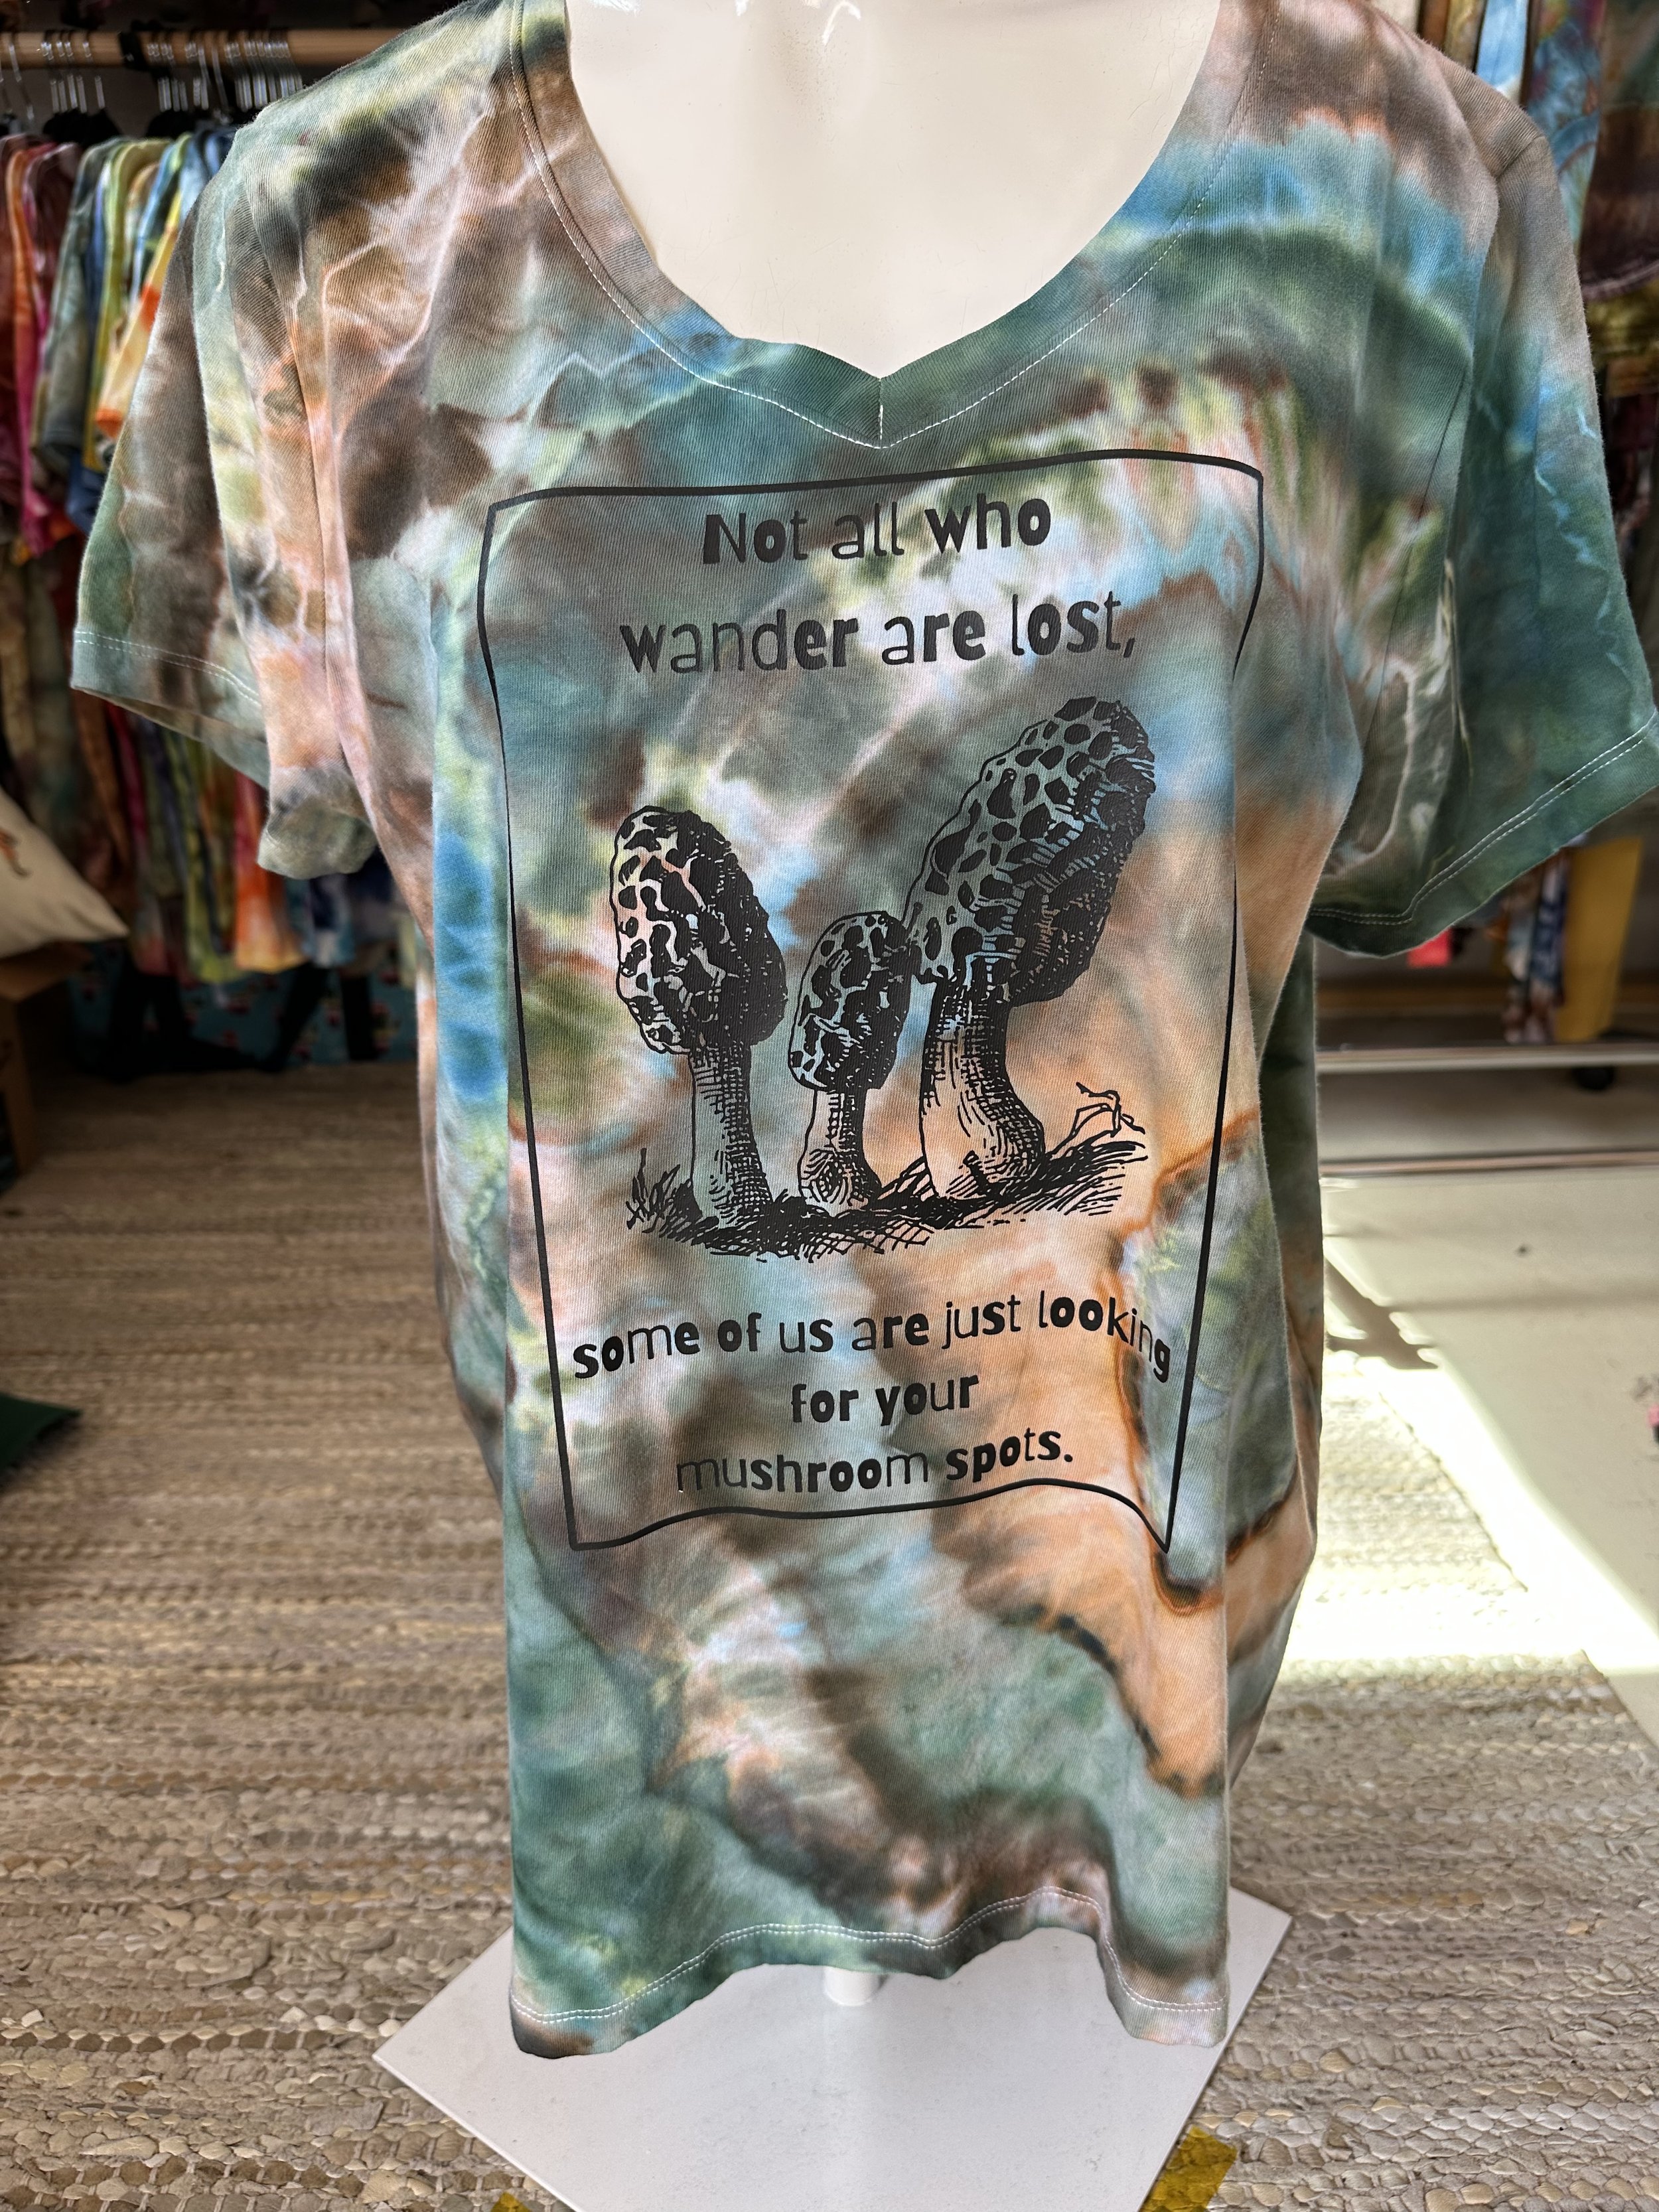 Not all who
wander are lost,
some of us are just looking
for your
mushroom spots.